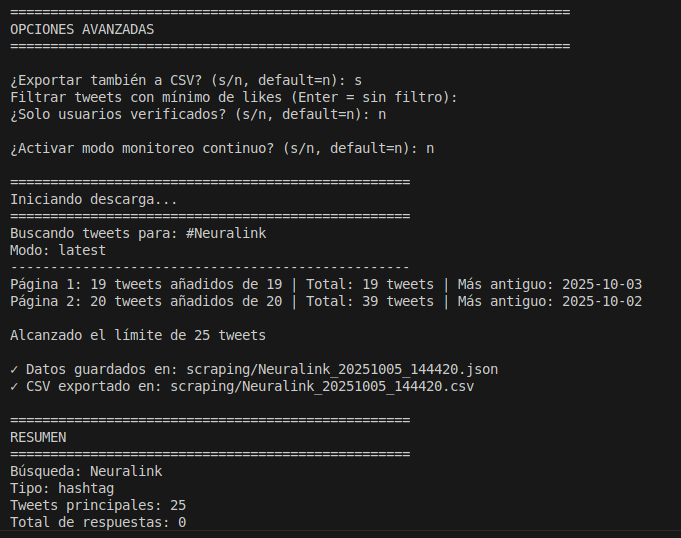 ======================================================================
OPCIONES AVANZADAS
======================================================================
¿Exportar también a CSV? (s/n, default=n): s
Filtrar tweets con mínimo de likes (Enter = sin filtro):
¿Solo usuarios verificados? (s/n, default=n): n
¿Activar modo monitoreo continuo? (s/n, default=n): n
==================================================
Iniciando descarga...
==================================================
Buscando tweets para: #Neuralink
Modo: latest
--------------------------------------------------
Página 1: 19 tweets añadidos de 19 | Total: 19 tweets | Más antiguo: 2025-10-03
Página 2: 20 tweets añadidos de 20 | Total: 39 tweets | Más antiguo: 2025-10-02
Alcanzado el límite de 25 tweets
✓ Datos guardados en: scraping/Neuralink_20251005_144420.json
✓ CSV exportado en: scraping/Neuralink_20251005_144420.csv
==================================================
RESUMEN
==================================================
Búsqueda: Neuralink
Tipo: hashtag
Tweets principales: 25
Total de respuestas: 0